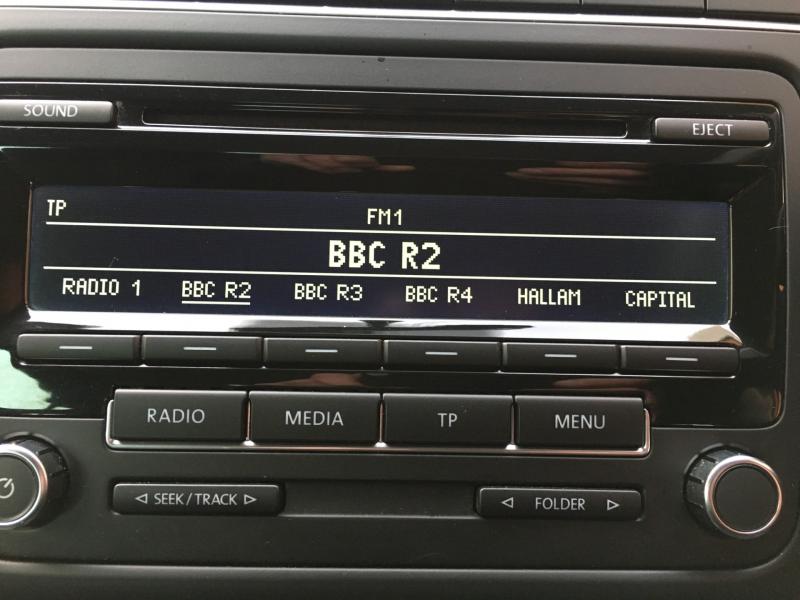 SOUND
EJECT
TP
FM1
BBC R2
RADIO 1 BBC R2 BBC R3 BBC R4 HALLAM CAPITAL
RADIO MEDIA TP MENU
◁ SEEK/TRACK ▷ ◁ FOLDER ▷